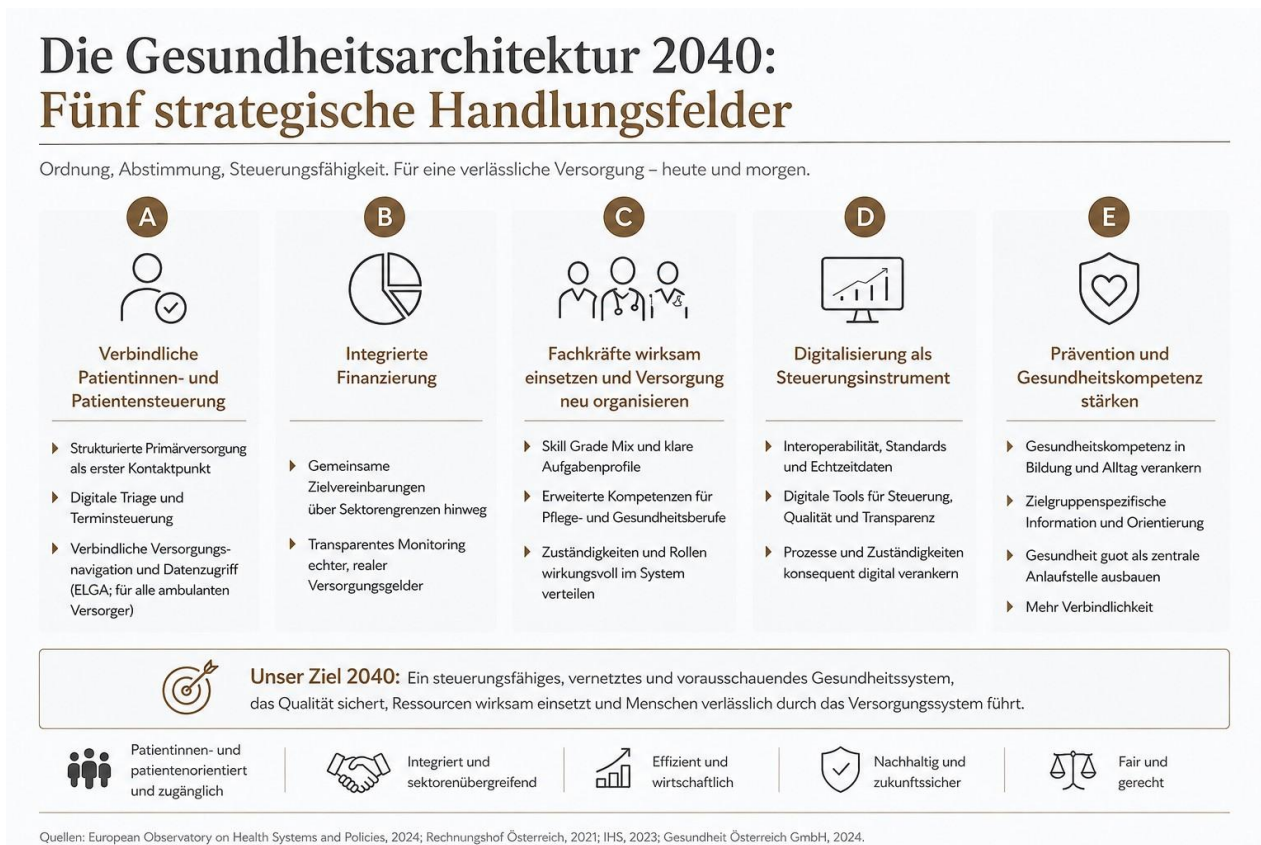 Die Gesundheitsarchitektur 2040:
Fünf strategische Handlungsfelder
Ordnung, Abstimmung, Steuerungsfähigkeit. Für eine verlässliche Versorgung – heute und morgen.
A
Verbindliche
Patientinnen- und
Patientensteuerung
Strukturierte Primärversorgung
als erster Kontaktpunkt
Digitale Triage und
Terminsteuerung
Verbindliche Versorgungs-
navigation und Datenzugriff
(ELGA; für alle ambulanten
Versorger)
B
Integrierte
Finanzierung
Gemeinsame
Zielvereinbarungen
über Sektorengrenzen hinweg
Transparentes Monitoring
echter, realer
Versorgungsgelder
C
Fachkräfte wirksam
einsetzen und Versorgung
neu organisieren
Skill Grade Mix und klare
Aufgabenprofile
Erweiterte Kompetenzen für
Pflege- und Gesundheitsberufe
Zuständigkeiten und Rollen
wirkungsvoll im System
verteilen
D
Digitalisierung als
Steuerungsinstrument
Interoperabilität, Standards
und Echtzeitdaten
Digitale Tools für Steuerung,
Qualität und Transparenz
Prozesse und Zuständigkeiten
konsequent digital verankern
E
Prävention und
Gesundheitskompetenz
stärken
Gesundheitskompetenz in
Bildung und Alltag verankern
Zielgruppenspezifische
Information und Orientierung
Gesundheit guot als zentrale
Anlaufstelle ausbauen
Mehr Verbindlichkeit
Unser Ziel 2040: Ein steuerungsfähiges, vernetztes und vorausschauendes Gesundheitssystem,
das Qualität sichert, Ressourcen wirksam einsetzt und Menschen verlässlich durch das Versorgungssystem führt.
Patientinnen- und
patientenorientiert
und zugänglich
Integriert und
sektorenübergreifend
Effizient und
wirtschaftlich
Nachhaltig und
zukunftssicher
Fair und
gerecht
Quellen: European Observatory on Health Systems and Policies, 2024; Rechnungshof Österreich, 2021; IHS, 2023; Gesundheit Österreich GmbH, 2024.